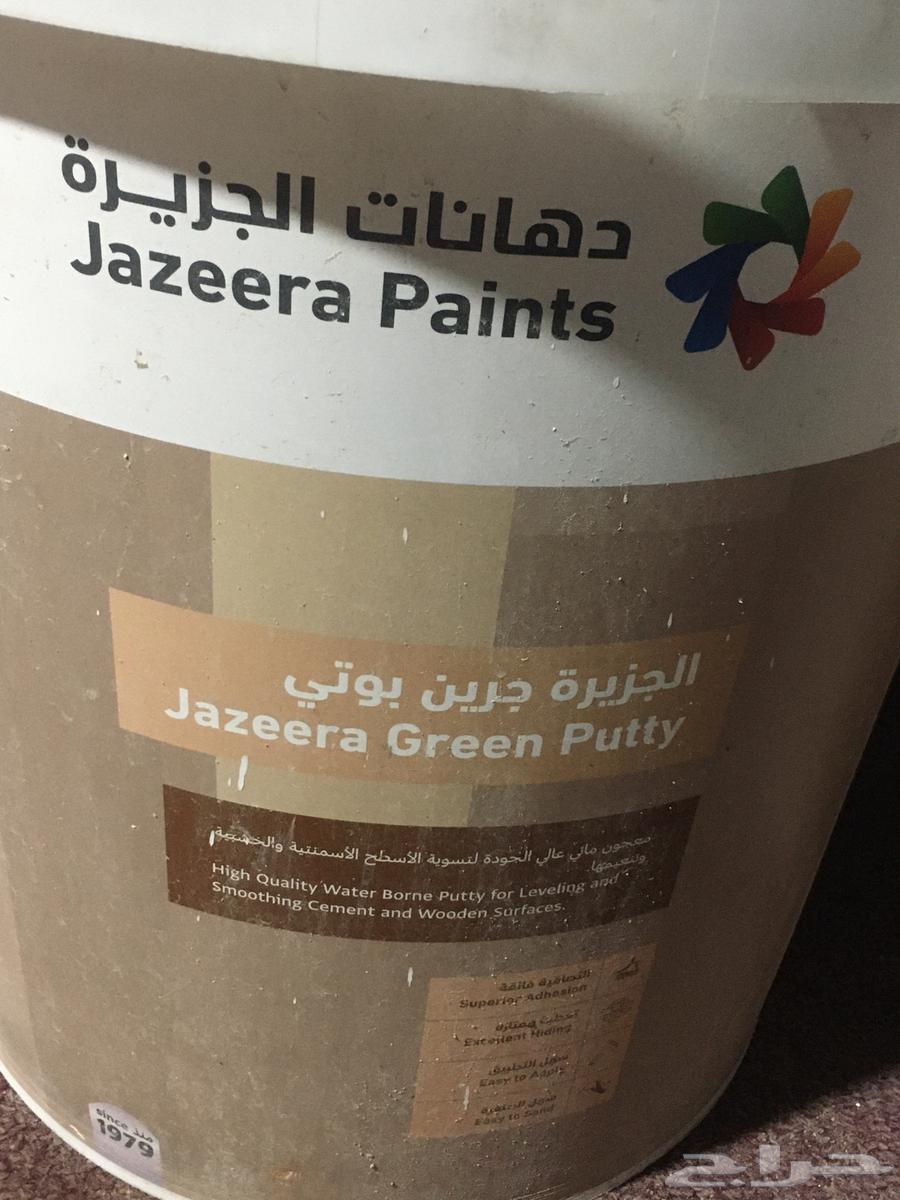 دهانات الجزيرة
Jazeera Paints
الجزيرة جرين بوتي
Jazeera Green Putty
معجون مائي عالي الجودة لتسوية الأسطح الأسمنتية والخشبية
وتنعيمها.
High Quality Water Borne Putty for Leveling and
Smoothing Cement and Wooden Surfaces.
التصاقية فائقة
Superior Adhesion
تغطية ممتازة
Excellent Hiding
سهل التطبيق
Easy to Apply
سهل الصنفرة
Easy to Sand
since منذ
1979
حراج